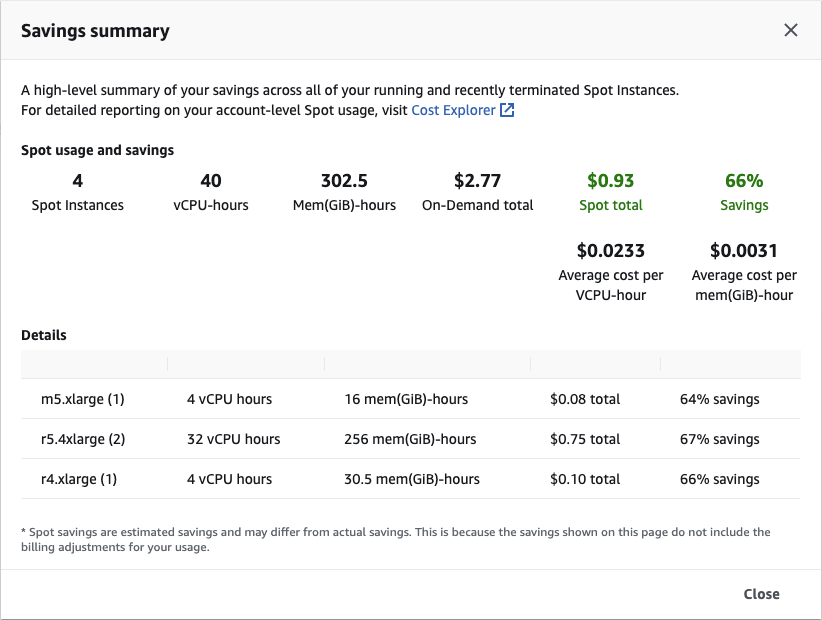 Savings summary
A high-level summary of your savings across all of your running and recently terminated Spot Instances.
For detailed reporting on your account-level Spot usage, visit Cost Explorer
Spot usage and savings
4 40 302.5 $2.77 $0.93 66%
Spot Instances vCPU-hours Mem(GiB)-hours On-Demand total Spot total Savings
$0.0233 $0.0031
Average cost per Average cost per
VCPU-hour mem(GiB)-hour
Details
m5.xlarge (1) 4 vCPU hours 16 mem(GiB)-hours $0.08 total 64% savings
r5.4xlarge (2) 32 vCPU hours 256 mem(GiB)-hours $0.75 total 67% savings
r4.xlarge (1) 4 vCPU hours 30.5 mem(GiB)-hours $0.10 total 66% savings
* Spot savings are estimated savings and may differ from actual savings. This is because the savings shown on this page do not include the
billing adjustments for your usage.
Close